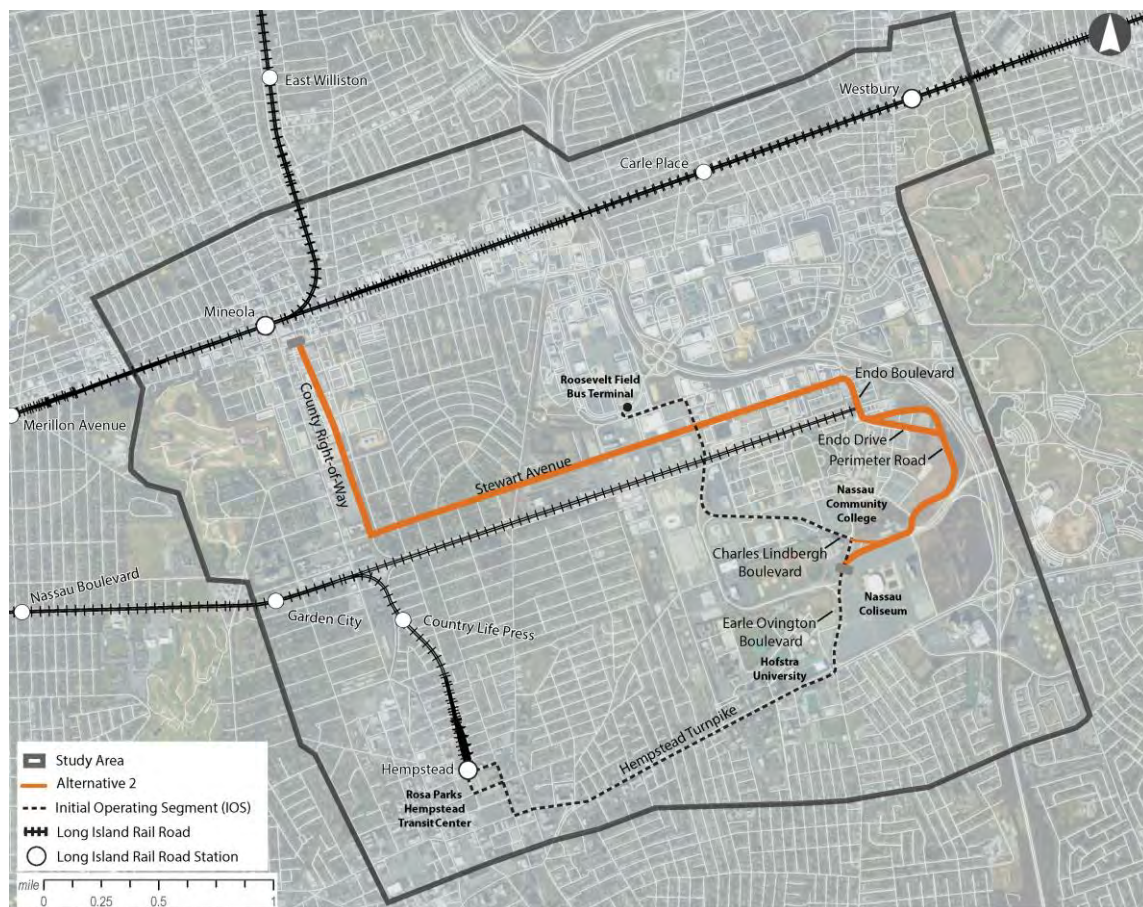 East Williston
Westbury
Carle Place
Mineola
Merillon Avenue
County Right-of-Way
Roosevelt Field
Bus Terminal
Endo Boulevard
Stewart Avenue
Endo Drive
Perimeter Road
Nassau
Community
College
Charles Lindbergh
Boulevard
Nassau Boulevard
Garden City
Country Life Press
Nassau
Coliseum
Earle Ovington
Boulevard
Hofstra
University
Hempstead Turnpike
Hempstead
Rosa Parks
Hempstead
Transit Center
Study Area
Alternative 2
Initial Operating Segment (IOS)
Long Island Rail Road
Long Island Rail Road Station
mile
0 0.25 0.5 1